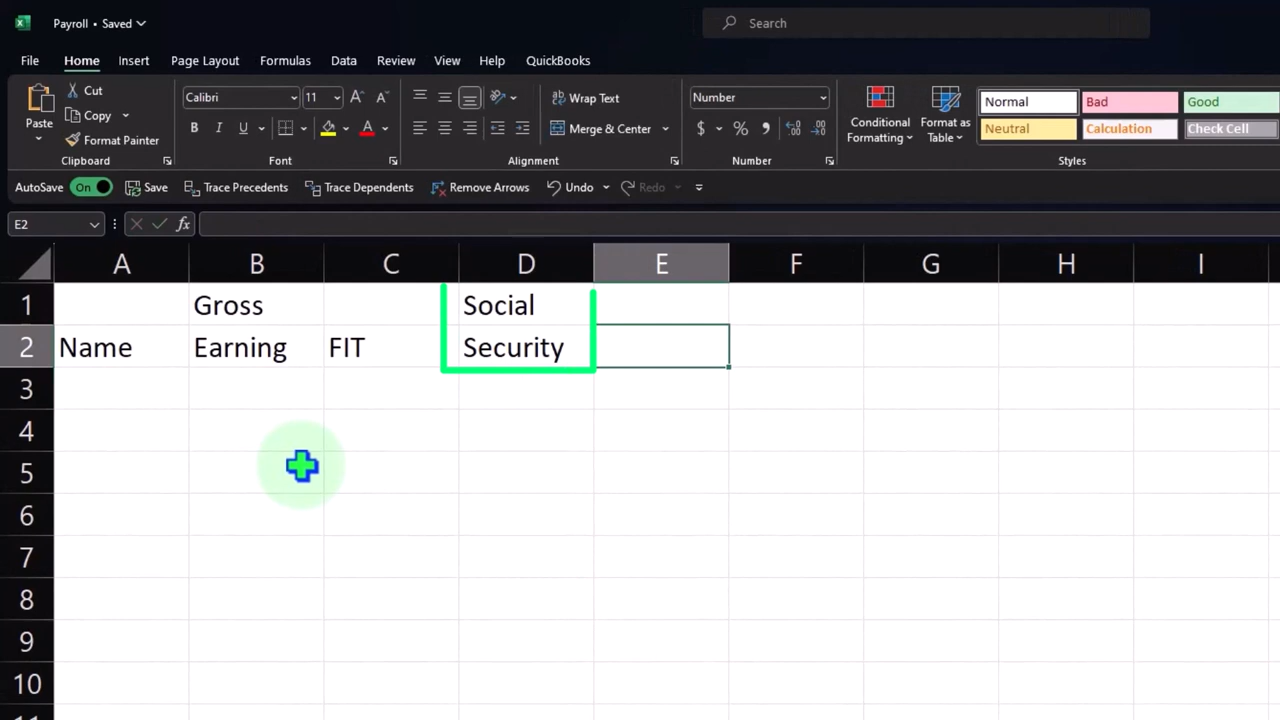 Payroll • Saved
Search
File Home Insert Page Layout Formulas Data Review View Help QuickBooks
Paste
Cut
Copy
Format Painter
Clipboard
Calibri 11
A A
B I U A
Font
Wrap Text
Merge & Center
Alignment
Number
$ % ,
Number
Conditional Formatting
Format as Table
Normal Bad Good
Neutral Calculation Check Cell
Styles
AutoSave On Save Trace Precedents Trace Dependents Remove Arrows Undo Redo
E2 fx
A B C D E F G H I
1 Gross Social
2 Name Earning FIT Security
3
4
5
6
7
8
9
10